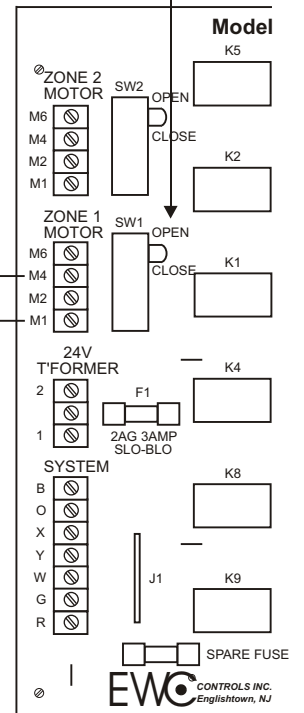 Model
K5
ZONE 2
MOTOR
SW2
OPEN
CLOSE
M6
M4
M2
M1
K2
ZONE 1
MOTOR
SW1
OPEN
CLOSE
M6
M4
M2
M1
K1
24V
T'FORMER
2
1
F1
2AG 3AMP
SLO-BLO
K4
SYSTEM
B
O
X
Y
W
G
R
J1
K8
K9
SPARE FUSE
EWC CONTROLS INC.
Englishtown, NJ